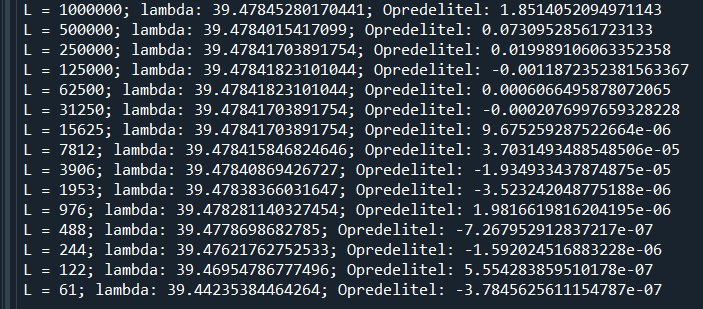 L = 1000000; lambda: 39.47845280170441; Opredelitel: 1.8514052094971143
L = 500000; lambda: 39.4784015417099; Opredelitel: 0.07309528561723133
L = 250000; lambda: 39.47841703891754; Opredelitel: 0.019989106063352358
L = 125000; lambda: 39.47841823101044; Opredelitel: -0.0011872352381563367
L = 62500; lambda: 39.47841823101044; Opredelitel: 0.0006066495878072065
L = 31250; lambda: 39.47841703891754; Opredelitel: -0.0002076997659328228
L = 15625; lambda: 39.47841703891754; Opredelitel: 9.675259287522664e-06
L = 7812; lambda: 39.478415846824646; Opredelitel: 3.7031493488548506e-05
L = 3906; lambda: 39.47840869426727; Opredelitel: -1.934933437874875e-05
L = 1953; lambda: 39.47838366031647; Opredelitel: -3.523242048775188e-06
L = 976; lambda: 39.478281140327454; Opredelitel: 1.9816619816204195e-06
L = 488; lambda: 39.4778698682785; Opredelitel: -7.267952912837217e-07
L = 244; lambda: 39.47621762752533; Opredelitel: -1.592024516883228e-06
L = 122; lambda: 39.46954786777496; Opredelitel: 5.554283859510178e-07
L = 61; lambda: 39.44235384464264; Opredelitel: -3.7845625611154787e-07